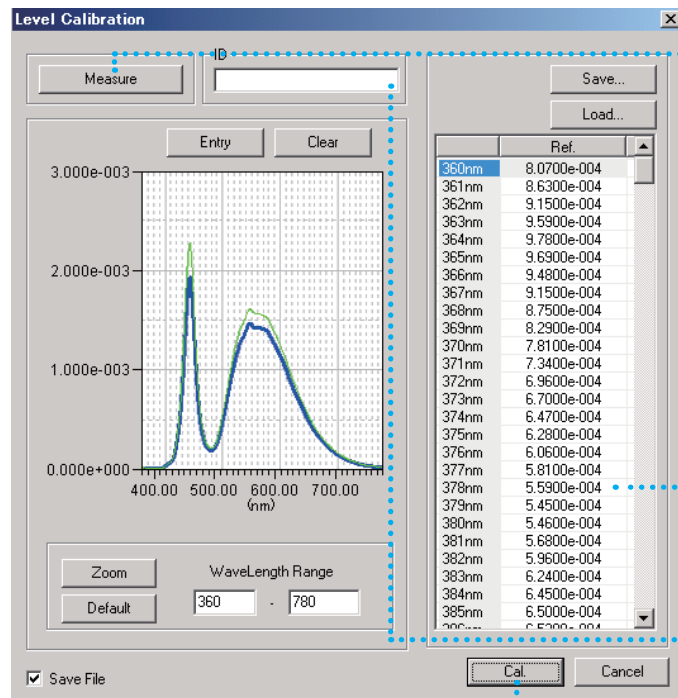 Level Calibration
Measure
ID
Save...
Load...
Entry
Clear
3.000e-003
2.000e-003
1.000e-003
0.000e+000
400.00 500.00 600.00 700.00
(nm)
Zoom
Default
WaveLength Range
360 - 780
Ref.
360nm 8.0700e-004
361nm 8.6300e-004
362nm 9.1500e-004
363nm 9.5900e-004
364nm 9.7800e-004
365nm 9.6900e-004
366nm 9.4800e-004
367nm 9.1500e-004
368nm 8.7500e-004
369nm 8.2900e-004
370nm 7.8100e-004
371nm 7.3400e-004
372nm 6.9600e-004
373nm 6.7000e-004
374nm 6.4700e-004
375nm 6.2800e-004
376nm 6.0600e-004
377nm 5.8100e-004
378nm 5.5900e-004
379nm 5.4500e-004
380nm 5.4600e-004
381nm 5.6800e-004
382nm 5.9600e-004
383nm 6.2400e-004
384nm 6.4500e-004
385nm 6.5000e-004
Save File
Cal.
Cancel